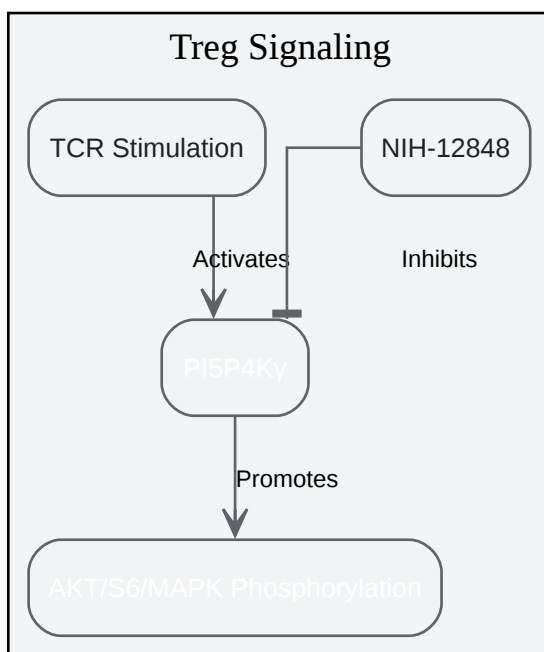 Treg Signaling
TCR Stimulation
NIH-12848
Activates
Inhibits
PI5P4Kγ
Promotes
AKT/S6/MAPK Phosphorylation